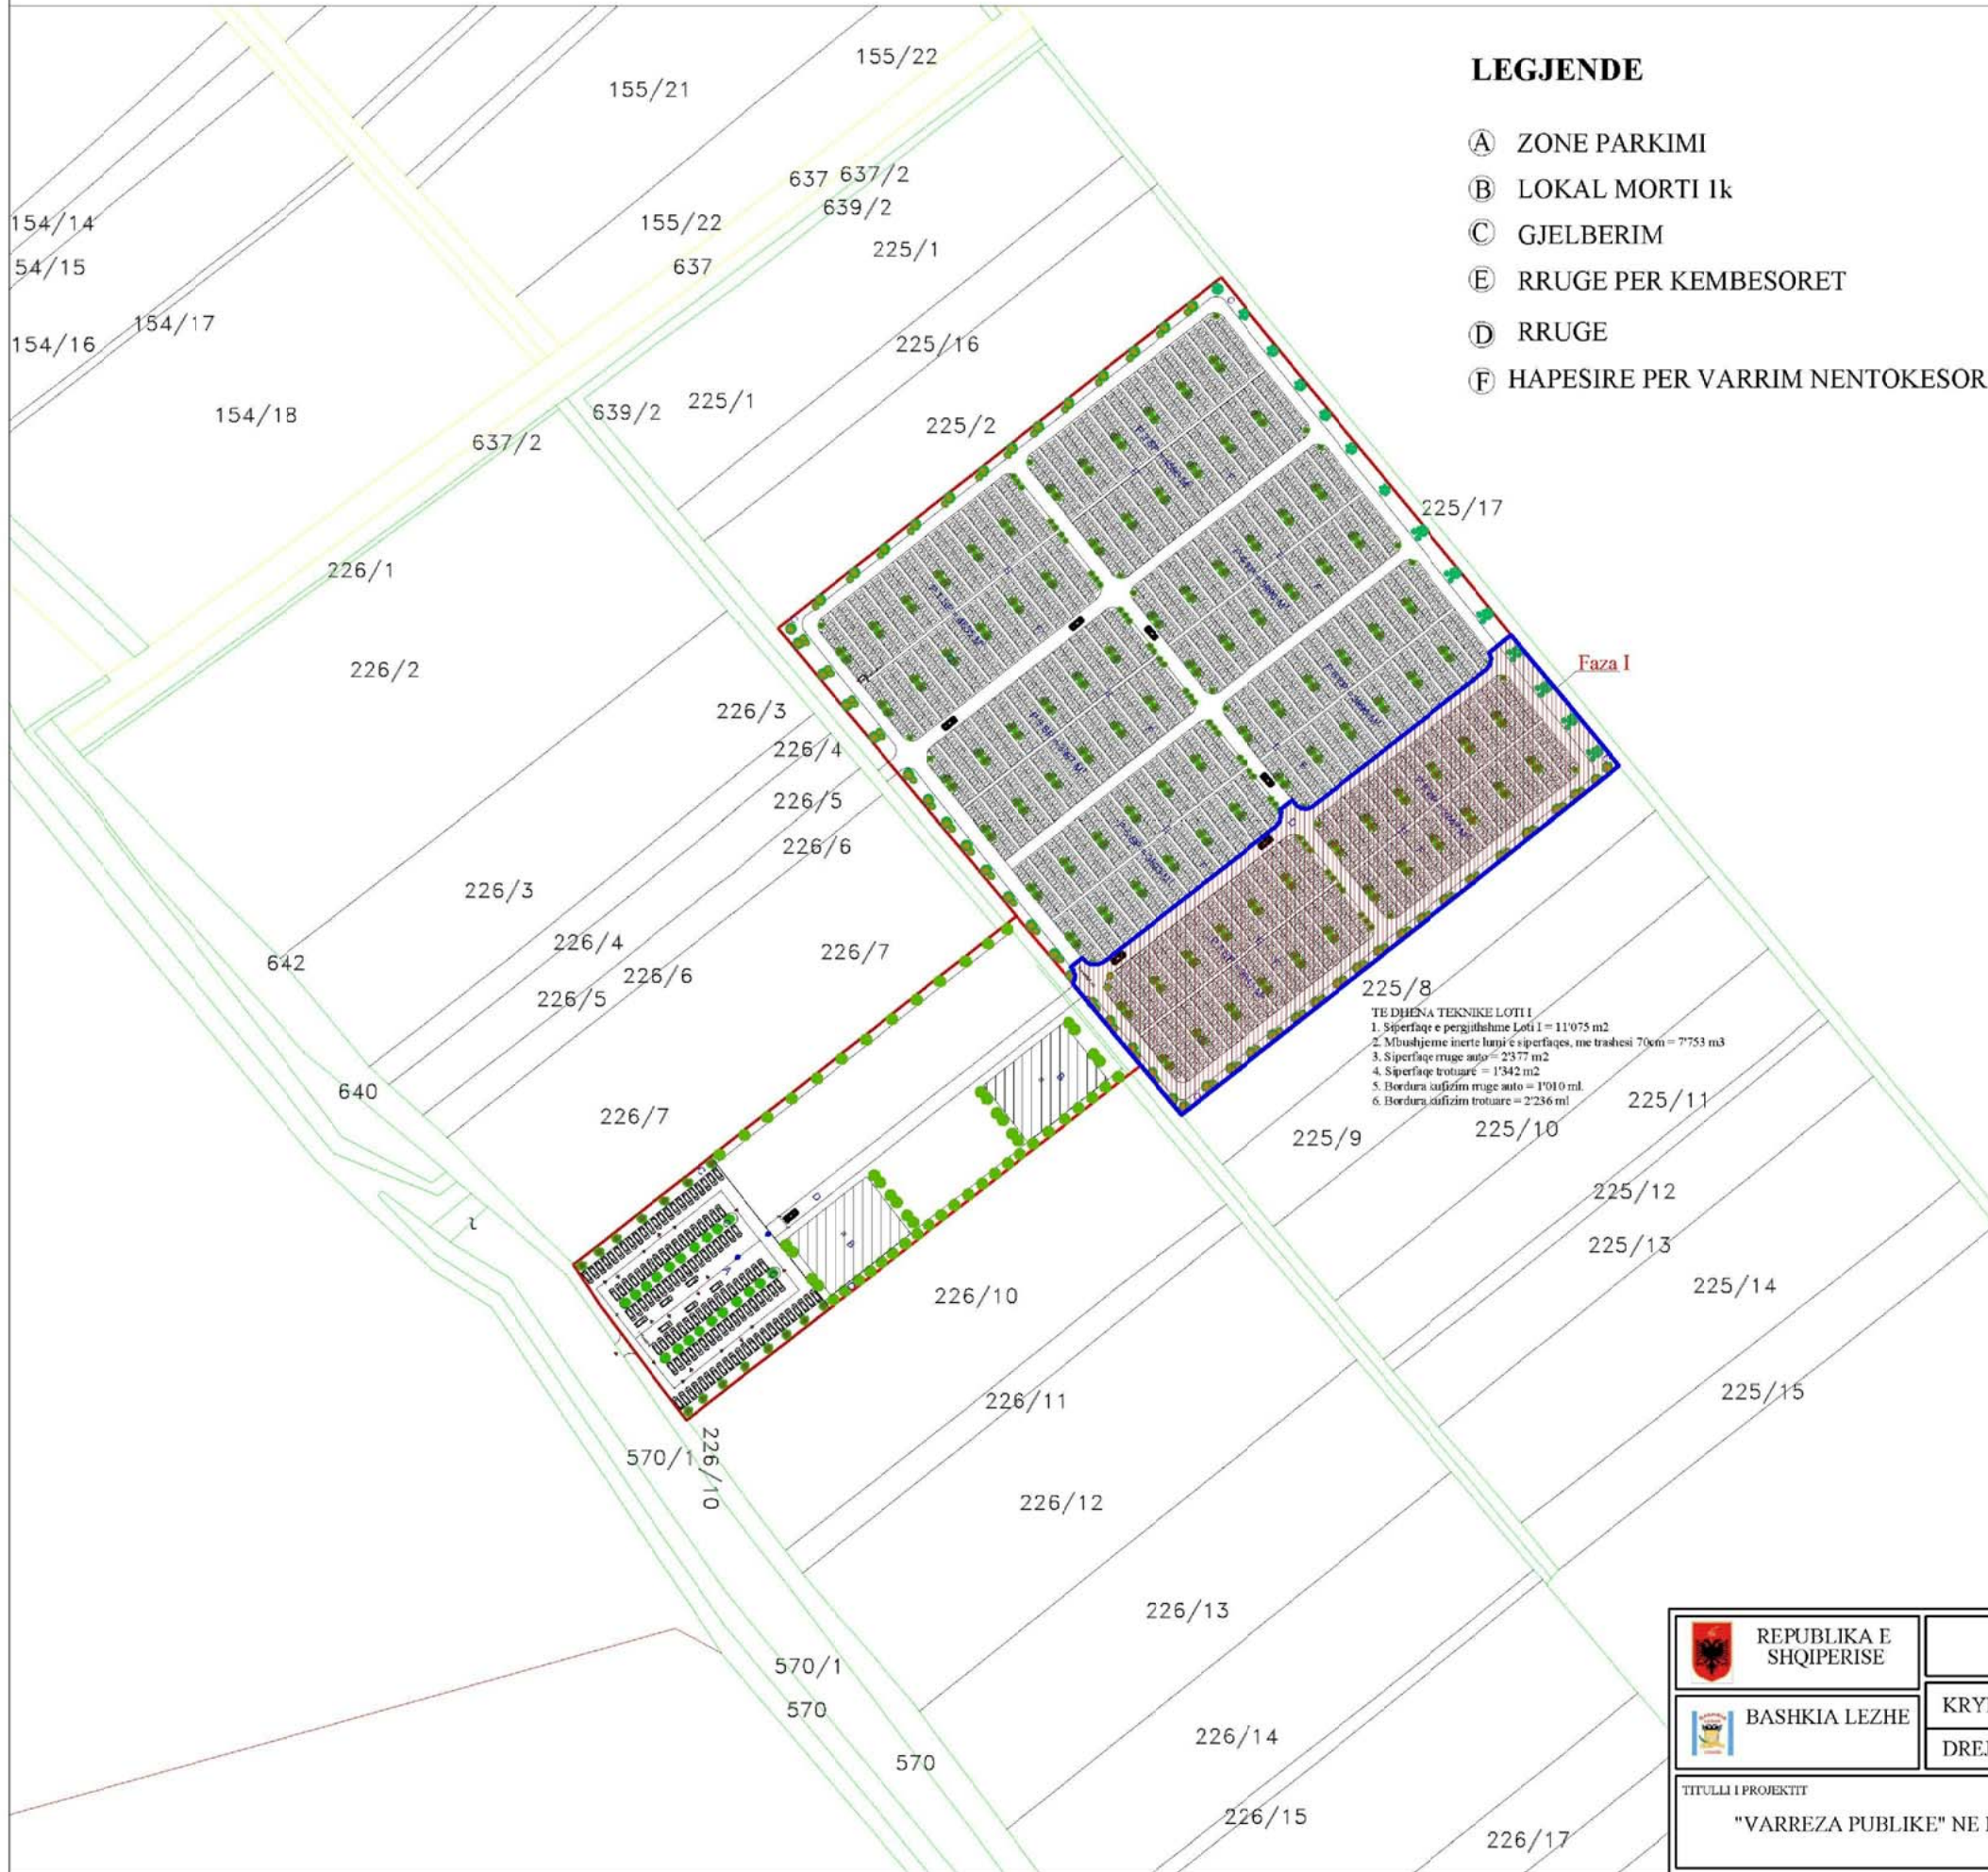 LEGJENDE
A ZONE PARKIMI
B LOKAL MORTI 1k
C GJELBERIM
E RRUGE PER KEMBESORET
D RRUGE
F HAPESIRE PER VARRIM NENTOKESOR
155/22
155/21
637 637/2
639/2
155/22
225/1
637
154/14
54/15
154/17
154/16
225/16
154/18
639/2
225/1
225/2
637/2
225/17
226/1
226/2
Faza I
226/3
226/4
226/5
226/6
226/3
226/4
226/7
642
226/6
226/5
225/8
TE DHENA TEKNIKE LOTI I
1. Siperfaqe e pergjithshme Loti I = 11'075 m2
2. Mbushjeme inerte lumi e siperfaqes, me trashesi 70cm = 7'753 m3
3. Siperfaqe rruge auto = 2'377 m2
4. Siperfaqe trotuare = 1'342 m2
5. Bordura kufizim rruge auto = 1'010 ml.
6. Bordura kufizim trotuare = 2'236 ml
640
226/7
225/11
225/10
225/9
225/12
225/13
225/14
226/10
226/11
225/15
570/1
226/10
226/12
226/13
570/1
570
226/14
570
226/15
226/17
REPUBLIKA E
SHQIPERISE
BASHKIA LEZHE
KRY
DRE
TITULLI I PROJEKTIT
"VARREZA PUBLIKE" NE